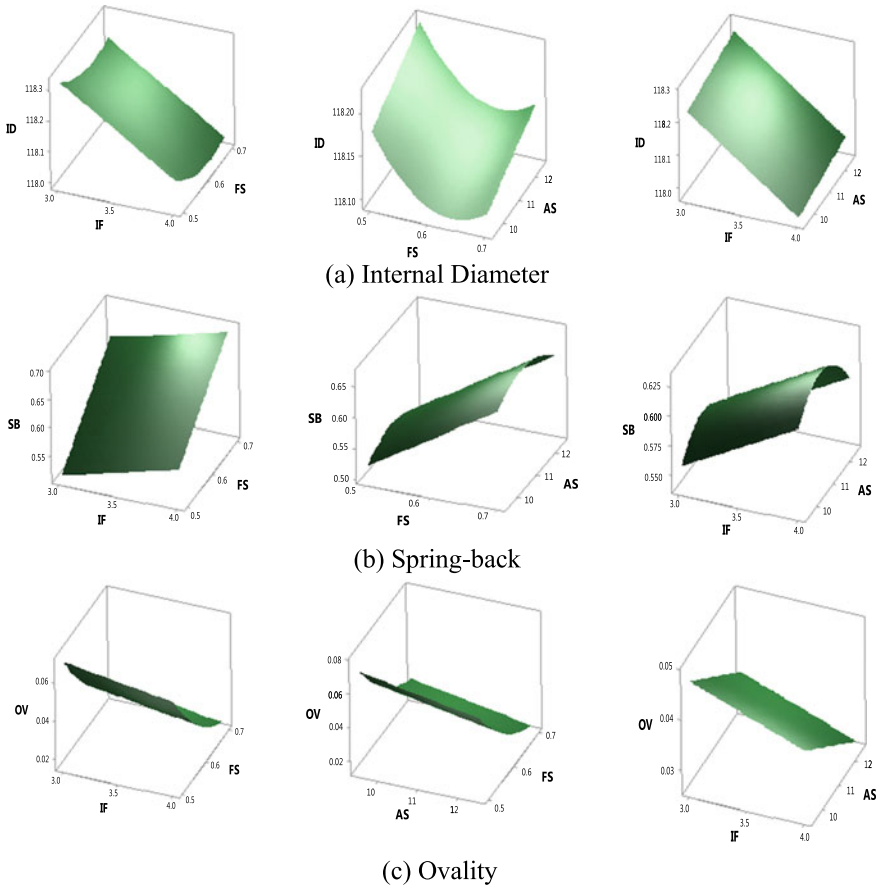 118.3
118.2
118.1
118.0
ID
3.0
3.5
4.0
IF
0.5
0.6
0.7
FS
118.20
118.15
118.10
ID
0.5
0.6
0.7
FS
10
11
12
AS
118.3
118.2
118.1
118.0
ID
3.0
3.5
4.0
IF
10
11
12
AS
(a) Internal Diameter
0.70
0.65
0.60
0.55
SB
3.0
3.5
4.0
IF
0.5
0.6
0.7
FS
0.65
0.60
0.55
0.50
SB
0.5
0.6
0.7
FS
10
11
12
AS
0.625
0.600
0.575
0.550
SB
3.0
3.5
4.0
IF
10
11
12
AS
(b) Spring-back
0.06
0.04
0.02
OV
3.0
3.5
4.0
IF
0.5
0.6
0.7
FS
0.08
0.06
0.04
0.02
OV
10
11
12
AS
0.5
0.6
0.7
FS
0.05
0.04
0.03
OV
3.0
3.5
4.0
IF
10
11
12
AS
(c) Ovality